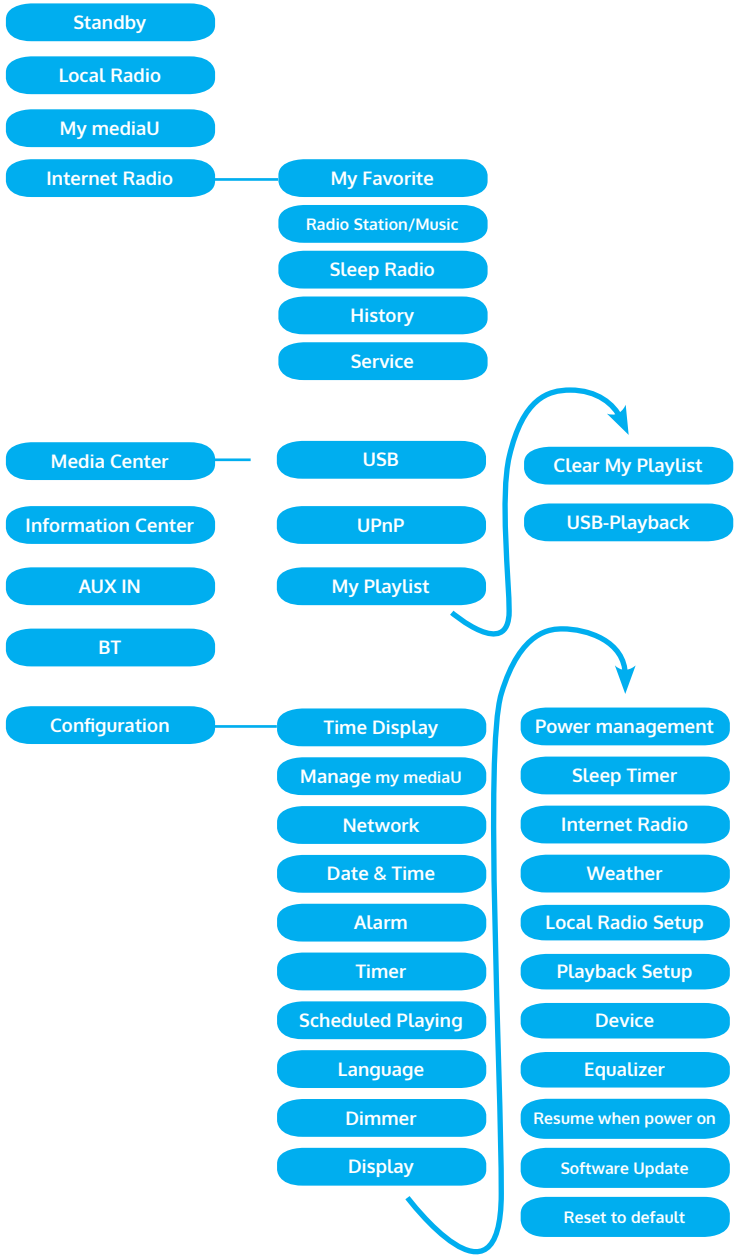 Standby
Local Radio
My mediaU
Internet Radio
My Favorite
Radio Station/Music
Sleep Radio
History
Service
Media Center
USB
UPnP
My Playlist
Clear My Playlist
USB-Playback
Information Center
AUX IN
BT
Configuration
Time Display
Manage my mediaU
Network
Date & Time
Alarm
Timer
Scheduled Playing
Language
Dimmer
Display
Power management
Sleep Timer
Internet Radio
Weather
Local Radio Setup
Playback Setup
Device
Equalizer
Resume when power on
Software Update
Reset to default